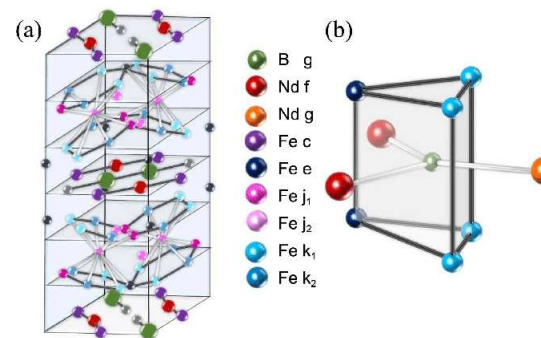 (a)
(b)
B g
Nd f
Nd g
Fe c
Fe e
Fe j₁
Fe j₂
Fe k₁
Fe k₂